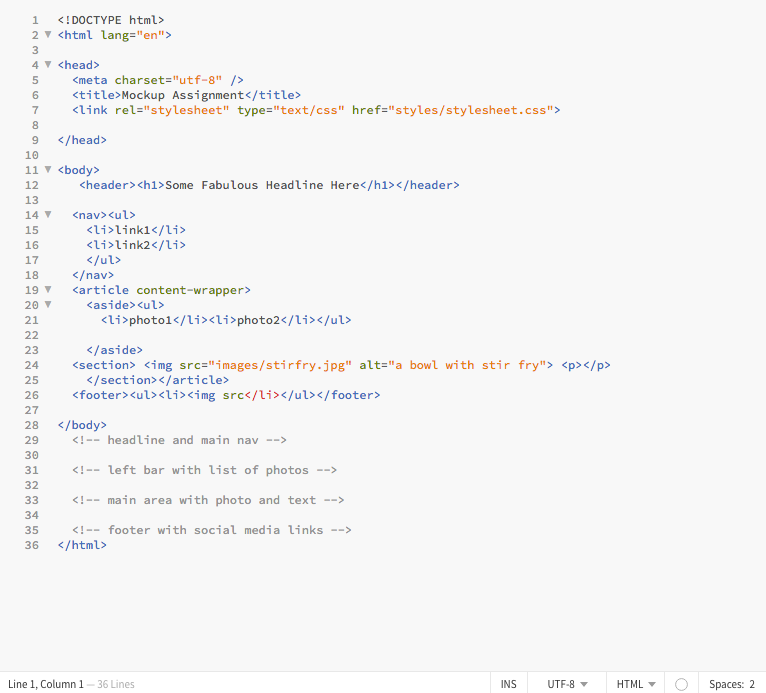 1 <!DOCTYPE html>
2 <html lang="en">
3
4 <head>
5 <meta charset="utf-8" />
6 <title>Mockup Assignment</title>
7 <link rel="stylesheet" type="text/css" href="styles/stylesheet.css">
8
9 </head>
10
11 <body>
12 <header><h1>Some Fabulous Headline Here</h1></header>
13
14 <nav><ul>
15 <li>link1</li>
16 <li>link2</li>
17 </ul>
18 </nav>
19 <article content-wrapper>
20 <aside><ul>
21 <li>photo1</li><li>photo2</li></ul>
22
23 </aside>
24 <section> <img src="images/stirfry.jpg" alt="a bowl with stir fry"> <p></p>
25 </section></article>
26 <footer><ul><li><img src</li></ul></footer>
27
28 </body>
29 <!-- headline and main nav -->
30
31 <!-- left bar with list of photos -->
32
33 <!-- main area with photo and text -->
34
35 <!-- footer with social media links -->
36 </html>
Line 1, Column 1 — 36 Lines INS UTF-8 HTML Spaces: 2